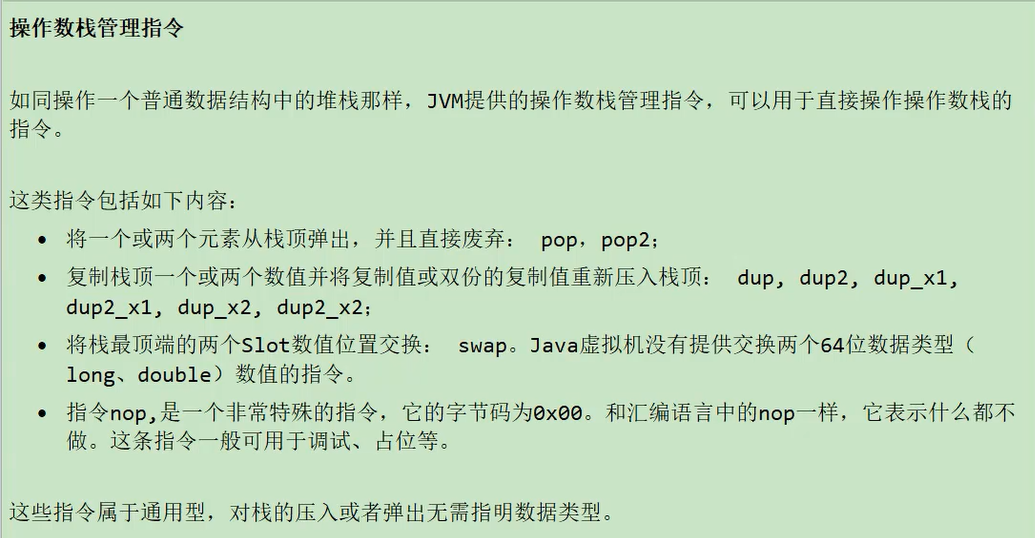 操作数栈管理指令
如同操作一个普通数据结构中的堆栈那样，JVM提供的操作数栈管理指令，可以用于直接操作操作数栈的
指令。
这类指令包括如下内容：
• 将一个或两个元素从栈顶弹出，并且直接废弃： pop，pop2；
• 复制栈顶一个或两个数值并将复制值或双份的复制值重新压入栈顶： dup, dup2, dup_x1,
dup2_x1, dup_x2, dup2_x2；
• 将栈最顶端的两个Slot数值位置交换： swap。Java虚拟机没有提供交换两个64位数据类型（
long、double）数值的指令。
• 指令nop,是一个非常特殊的指令，它的字节码为0x00。和汇编语言中的nop一样，它表示什么都不
做。这条指令一般可用于调试、占位等。
这些指令属于通用型，对栈的压入或者弹出无需指明数据类型。